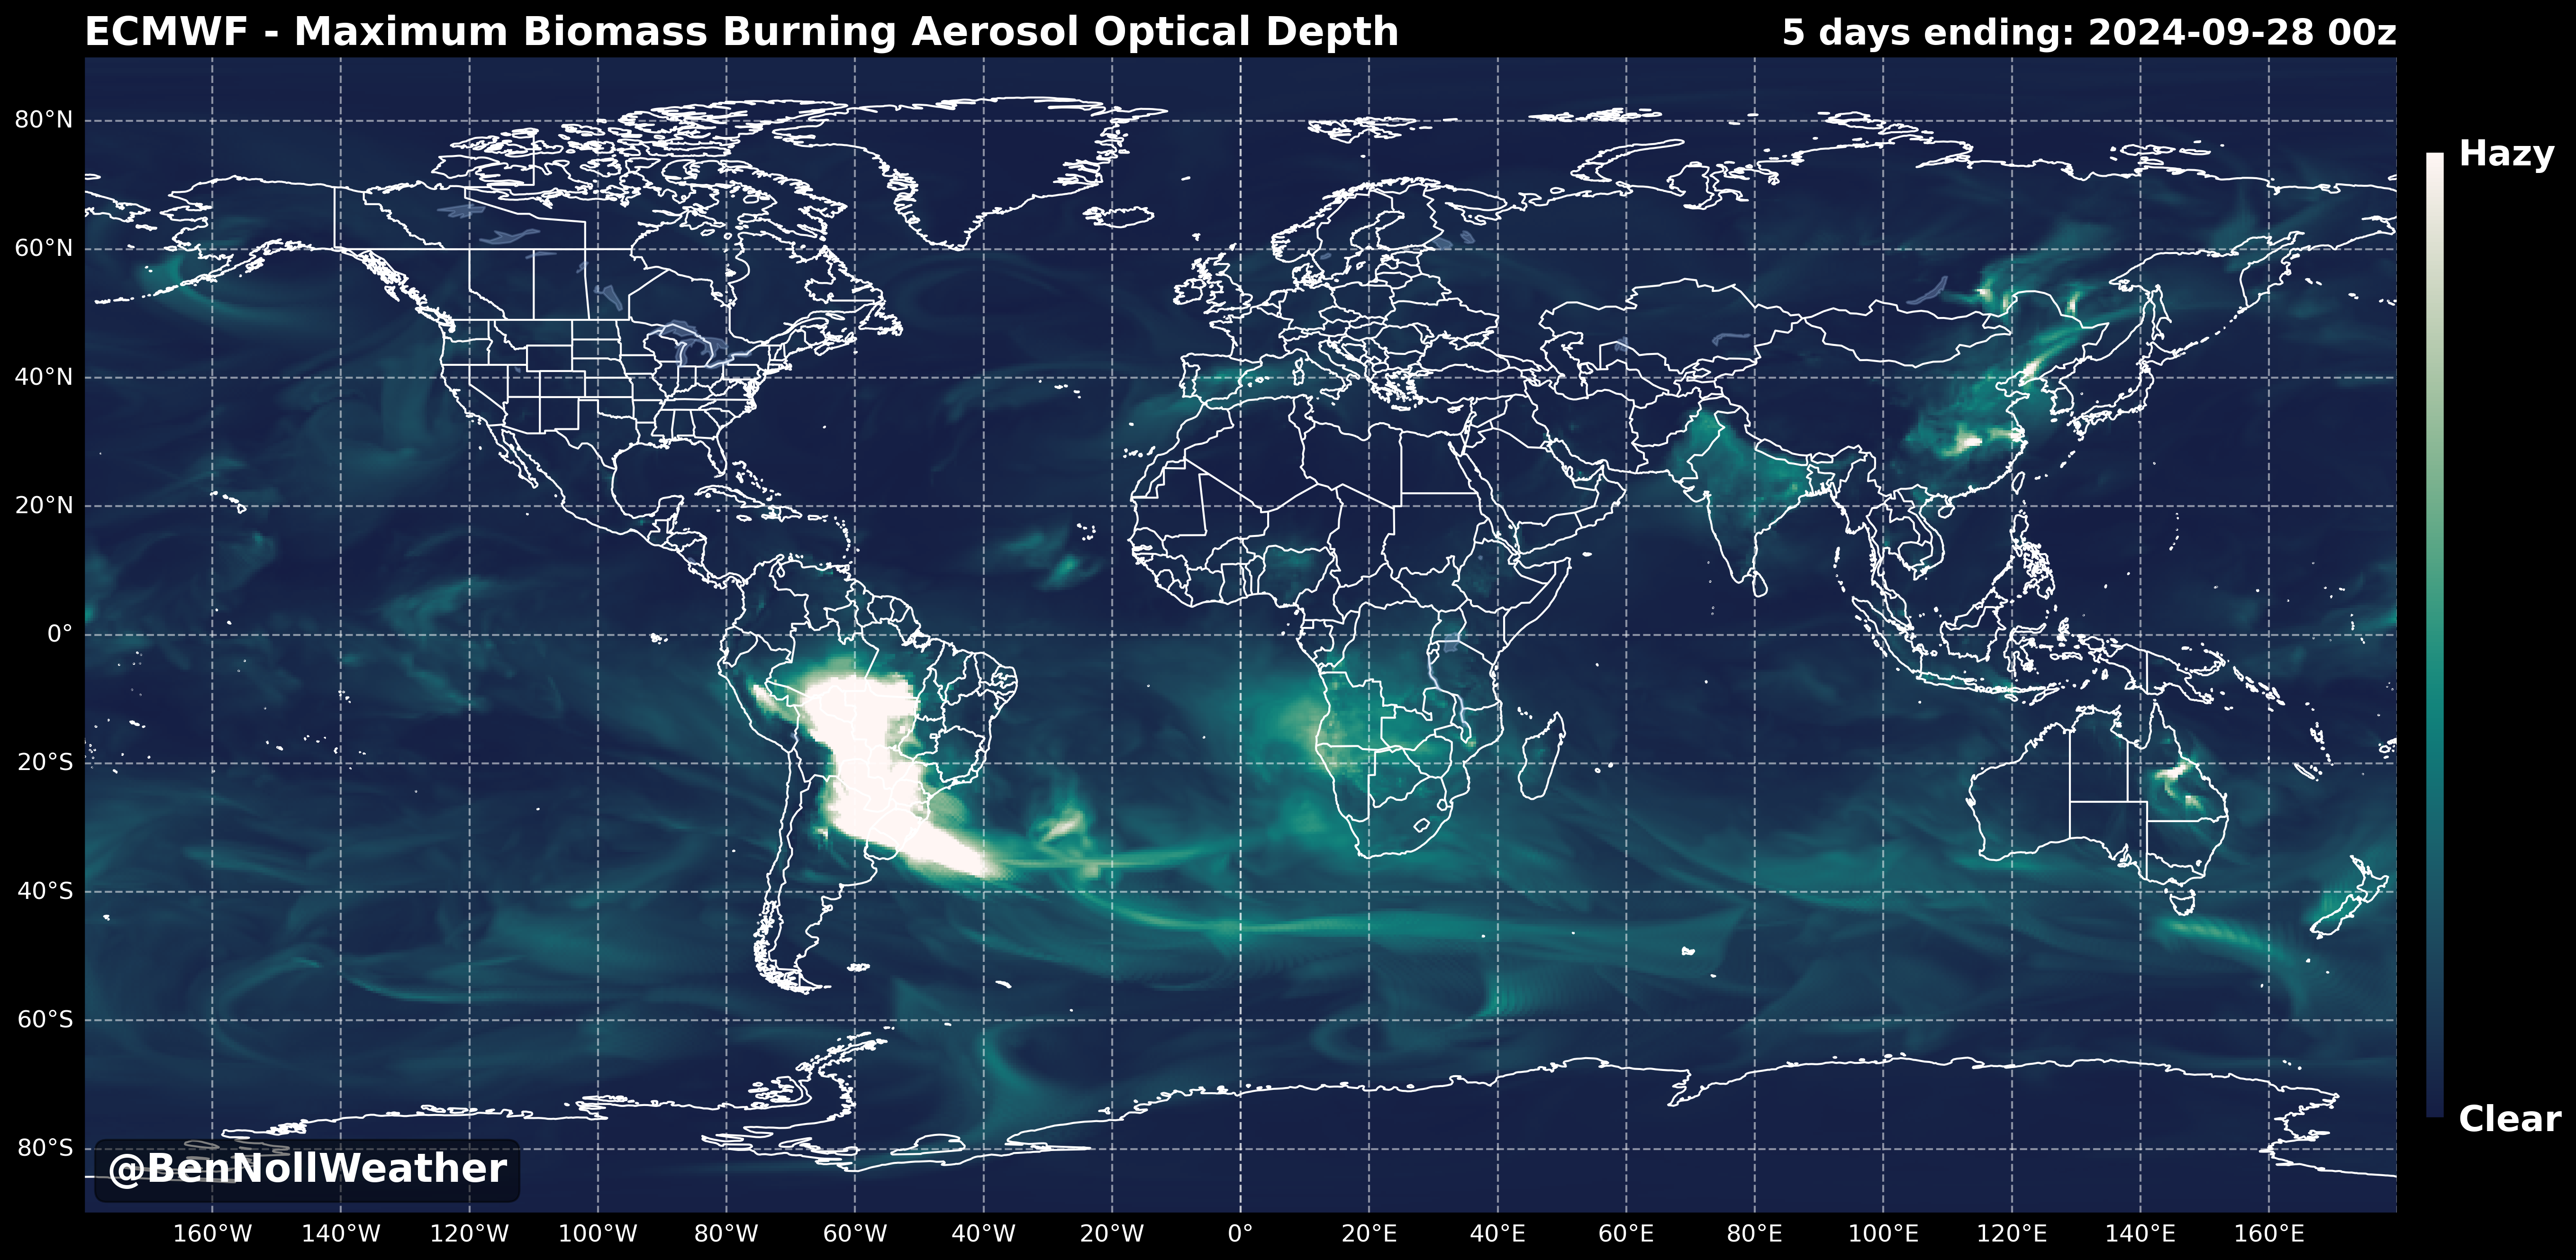 ECMWF - Maximum Biomass Burning Aerosol Optical Depth
5 days ending: 2024-09-28 00z
80°N
60°N
40°N
20°N
0°
20°S
40°S
60°S
80°S
Hazy
Clear
@BenNollWeather
160°W 140°W 120°W 100°W 80°W 60°W 40°W 20°W 0° 20°E 40°E 60°E 80°E 100°E 120°E 140°E 160°E